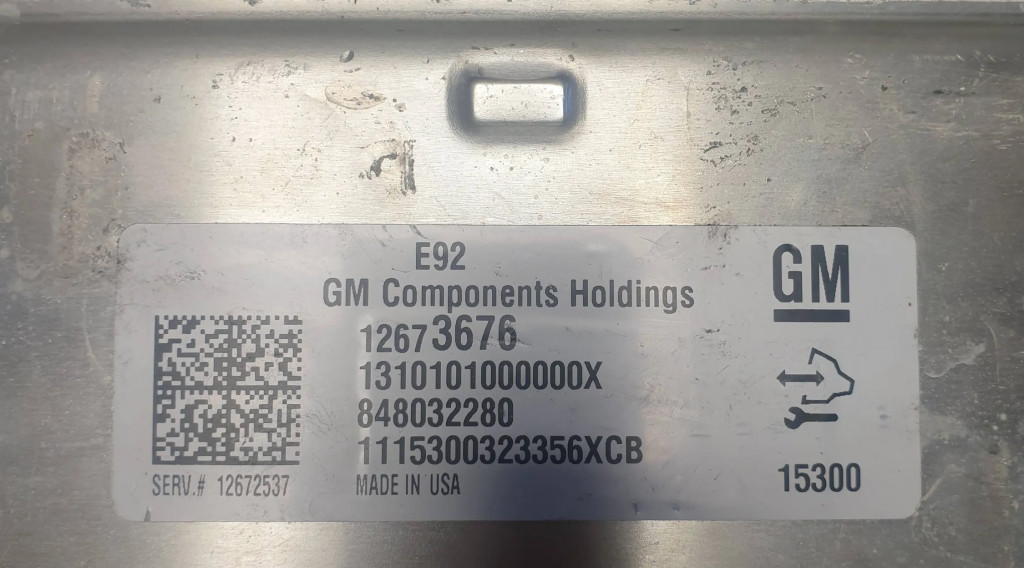 E92
GM Components Holdings
12673676
1310101000000X
848032280
1115300323356XCB
MADE IN USA
SERV.# 12672537
GM
15300